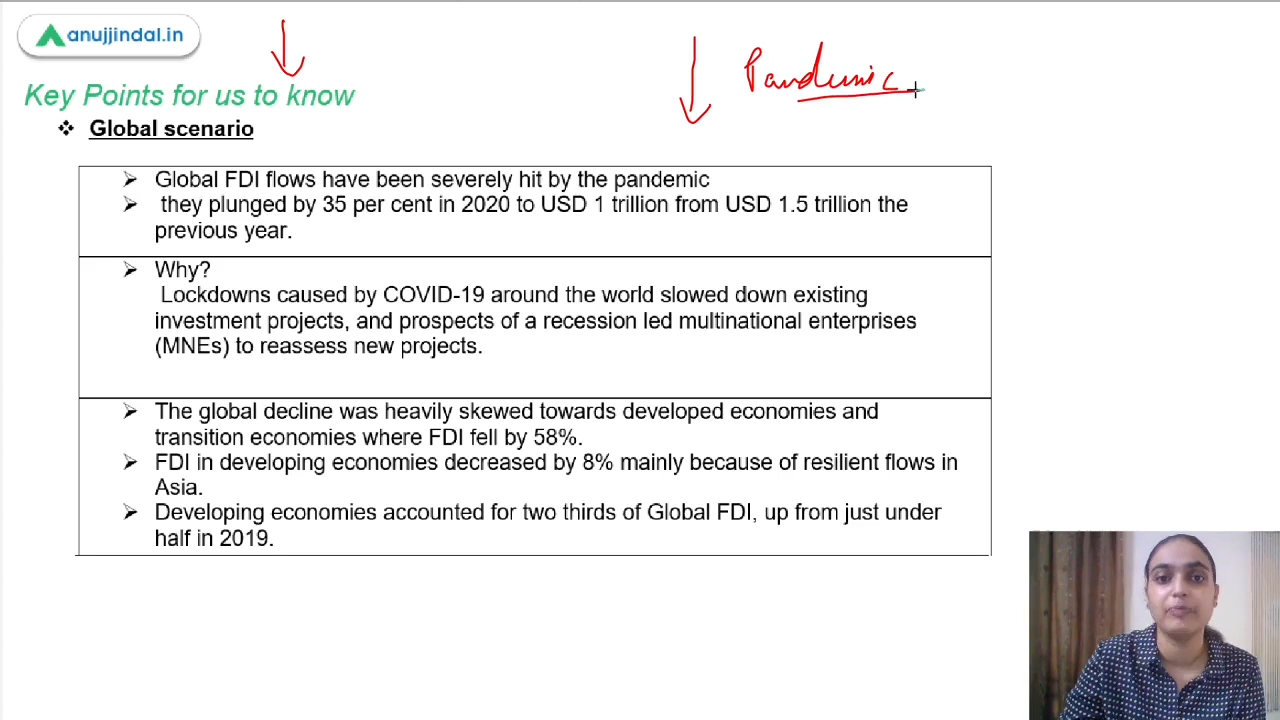 anujjindal.in
Pandemic
Key Points for us to know
❖ Global scenario
➢ Global FDI flows have been severely hit by the pandemic
➢ they plunged by 35 per cent in 2020 to USD 1 trillion from USD 1.5 trillion the
previous year.
➢ Why?
Lockdowns caused by COVID-19 around the world slowed down existing
investment projects, and prospects of a recession led multinational enterprises
(MNEs) to reassess new projects.
➢ The global decline was heavily skewed towards developed economies and
transition economies where FDI fell by 58%.
➢ FDI in developing economies decreased by 8% mainly because of resilient flows in
Asia.
➢ Developing economies accounted for two thirds of Global FDI, up from just under
half in 2019.